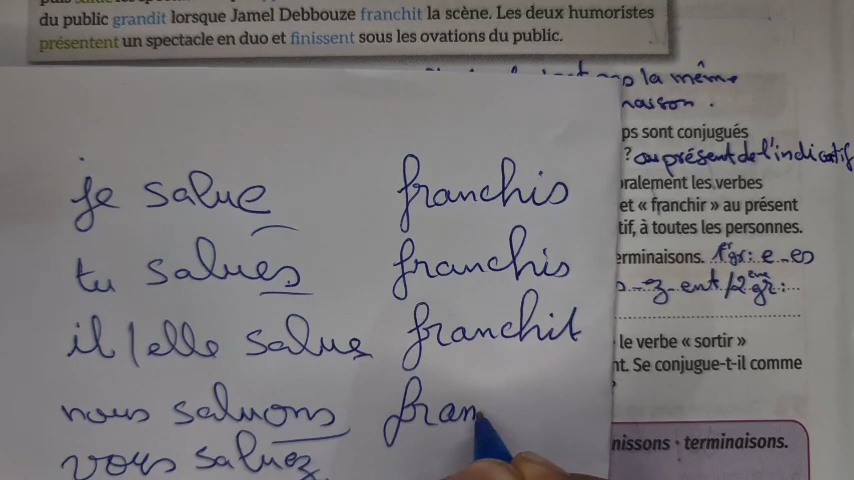 du public grandit lorsque Jamel Debbouze franchit la scène. Les deux humoristes
présentent un spectacle en duo et finissent sous les ovations du public.
la même
ps sont conjugués
? au présent de l'indicatif
oralement les verbes
et « franchir » au présent
tif, à toutes les personnes.
erminaisons. 1er gr: e - es
z - ent / 2ème gr:
le verbe « sortir »
nt. Se conjugue-t-il comme
?
nissons · terminaisons.
je salue franchis
tu salues franchis
il / elle salue franchit
nous saluons fran
vous saluez